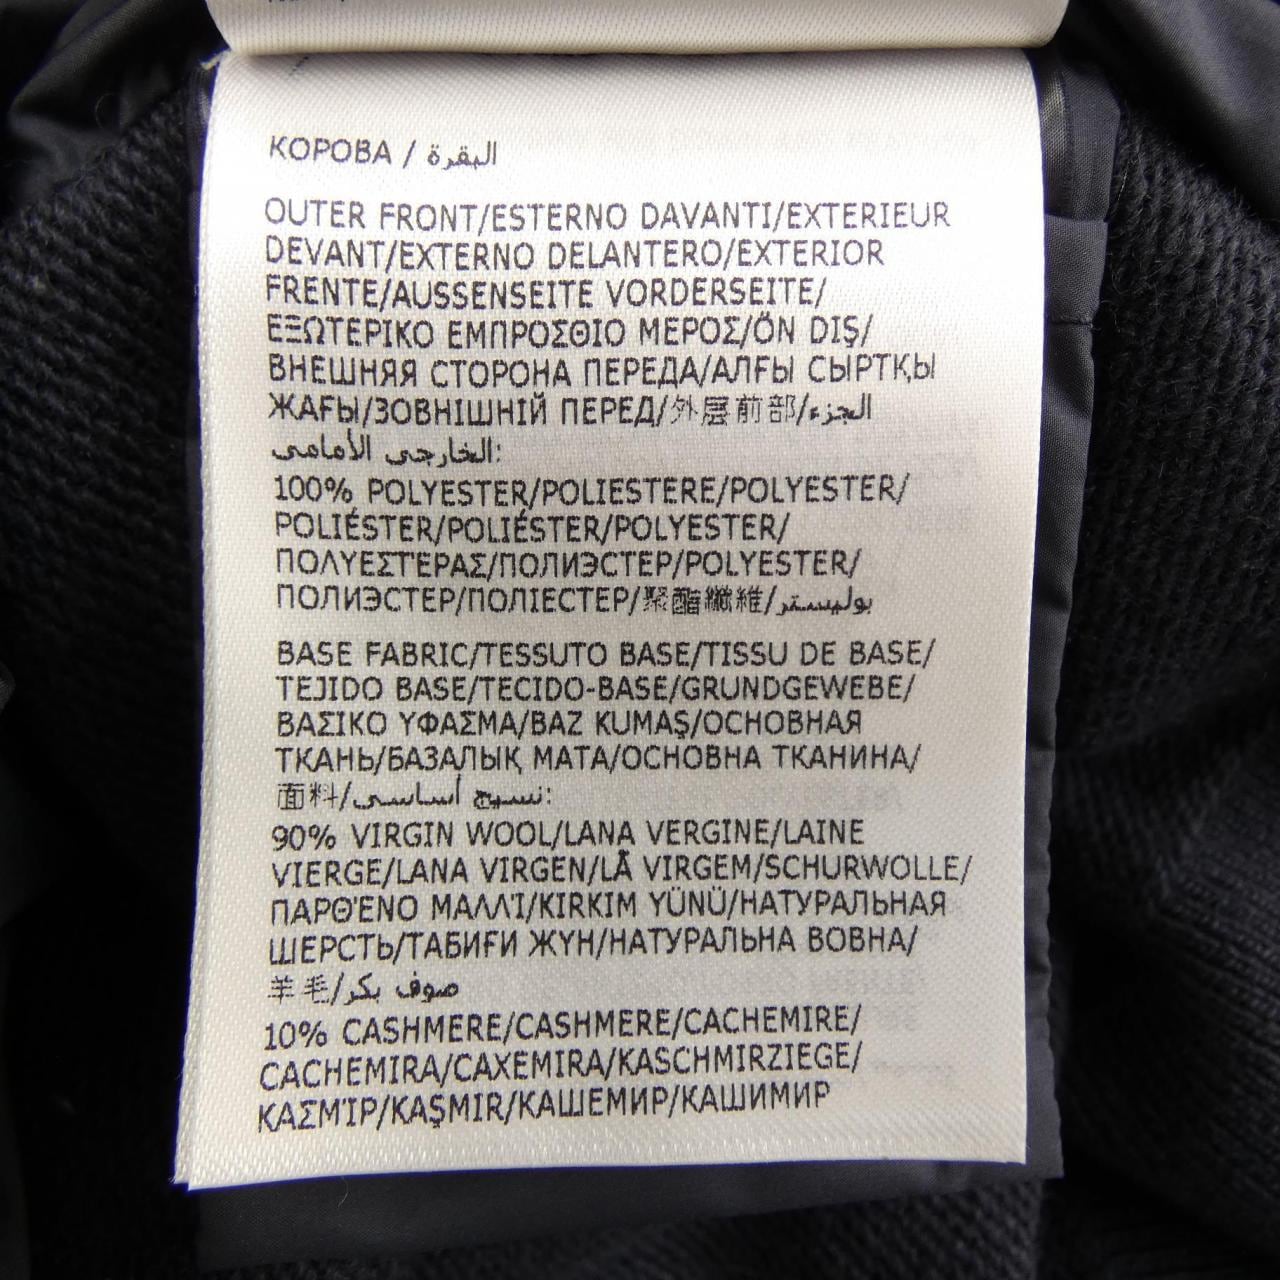 КОРОВА / البقرة
OUTER FRONT/ESTERNO DAVANTI/EXTERIEUR
DEVANT/EXTERNO DELANTERO/EXTERIOR
FRENTE/AUSSENSEITE VORDERSEITE/
ΕΞΩΤΕΡΙΚΟ ΕΜΠΡΟΣΘΙΟ ΜΕΡΟΣ/ÖN DIŞ/
ВНЕШНЯЯ СТОРОНА ПЕРЕДА/АЛҒЫ СЫРТҚЫ
ЖАҒЫ/ЗОВНІШНІЙ ПЕРЕД/外层前部/الجزء
الخارجي الأمامي:
100% POLYESTER/POLIESTERE/POLYESTER/
POLIÉSTER/POLIÉSTER/POLYESTER/
ΠΟΛΥΕΣΤΈΡΑΣ/ПОЛИЭСТЕР/POLYESTER/
ПОЛИЭСТЕР/ПОЛІЕСТЕР/聚酯纖維/بوليستر
BASE FABRIC/TESSUTO BASE/TISSU DE BASE/
TEJIDO BASE/TECIDO-BASE/GRUNDGEWEBE/
ΒΑΣΙΚΟ ΥΦΑΣΜΑ/BAZ KUMAŞ/ОСНОВНАЯ
ТКАНЬ/БАЗАЛЫҚ МАТА/ОСНОВНА ТКАНИНА/
面料/نسيج أساسي:
90% VIRGIN WOOL/LANA VERGINE/LAINE
VIERGE/LANA VIRGEN/LÃ VIRGEM/SCHURWOLLE/
ΠΑΡΘΈΝΟ ΜΑΛΛΊ/KIRKIM YÜNÜ/НАТУРАЛЬНАЯ
ШЕРСТЬ/ТАБИҒИ ЖҮН/НАТУРАЛЬНА ВОВНА/
羊毛/صوف بكر
10% CASHMERE/CASHMERE/CACHEMIRE/
CACHEMIRA/CAXEMIRA/KASCHMIRZIEGE/
ΚΑΣΜΊΡ/KAŞMIR/КАШЕМИР/КАШИМИР